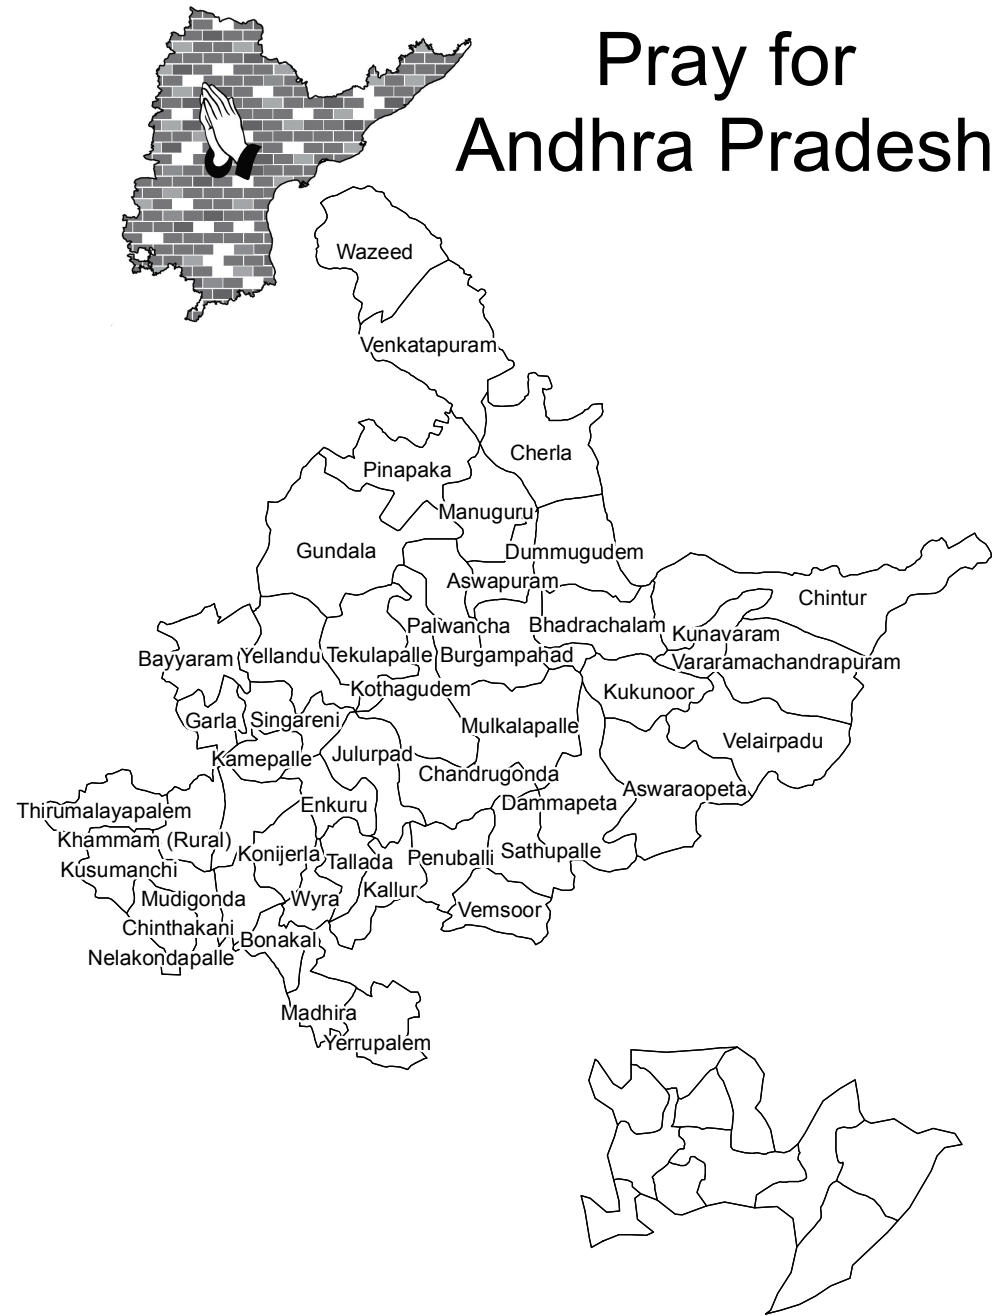 Pray for
Andhra Pradesh
Wazeed
Venkatapuram
Cherla
Pinapaka
Manuguru
Gundala
Dummugudem
Aswapuram
Chintur
Palwancha
Bhadrachalam
Kunavaram
Bayyaram
Yellandu
Tekulapalle
Burgampahad
Vararamachandrapuram
Kothagudem
Kukunoor
Garla
Singareni
Mulkalapalle
Velairpadu
Kamepalle
Julurpad
Chandrugonda
Aswaraopeta
Thirumalayapalem
Enkuru
Dammapeta
Khammam (Rural)
Konijerla
Tallada
Penuballi
Sathupalle
Kusumanchi
Kallur
Mudigonda
Wyra
Vemsoor
Chinthakani
Bonakal
Nelakondapalle
Madhira
Yerrupalem